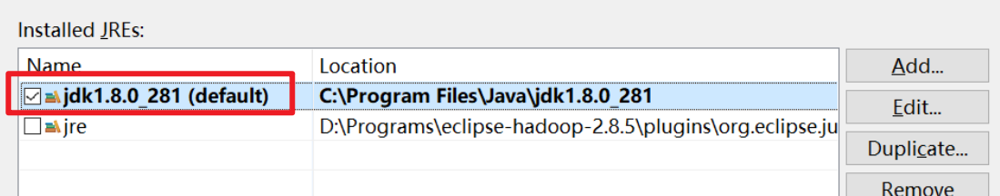 Installed JREs:
Name Location
jdk1.8.0_281 (default) C:\Program Files\Java\jdk1.8.0_281
jre D:\Programs\eclipse-hadoop-2.8.5\plugins\org.eclipse.ju
Add...
Edit...
Duplicate...
Remove